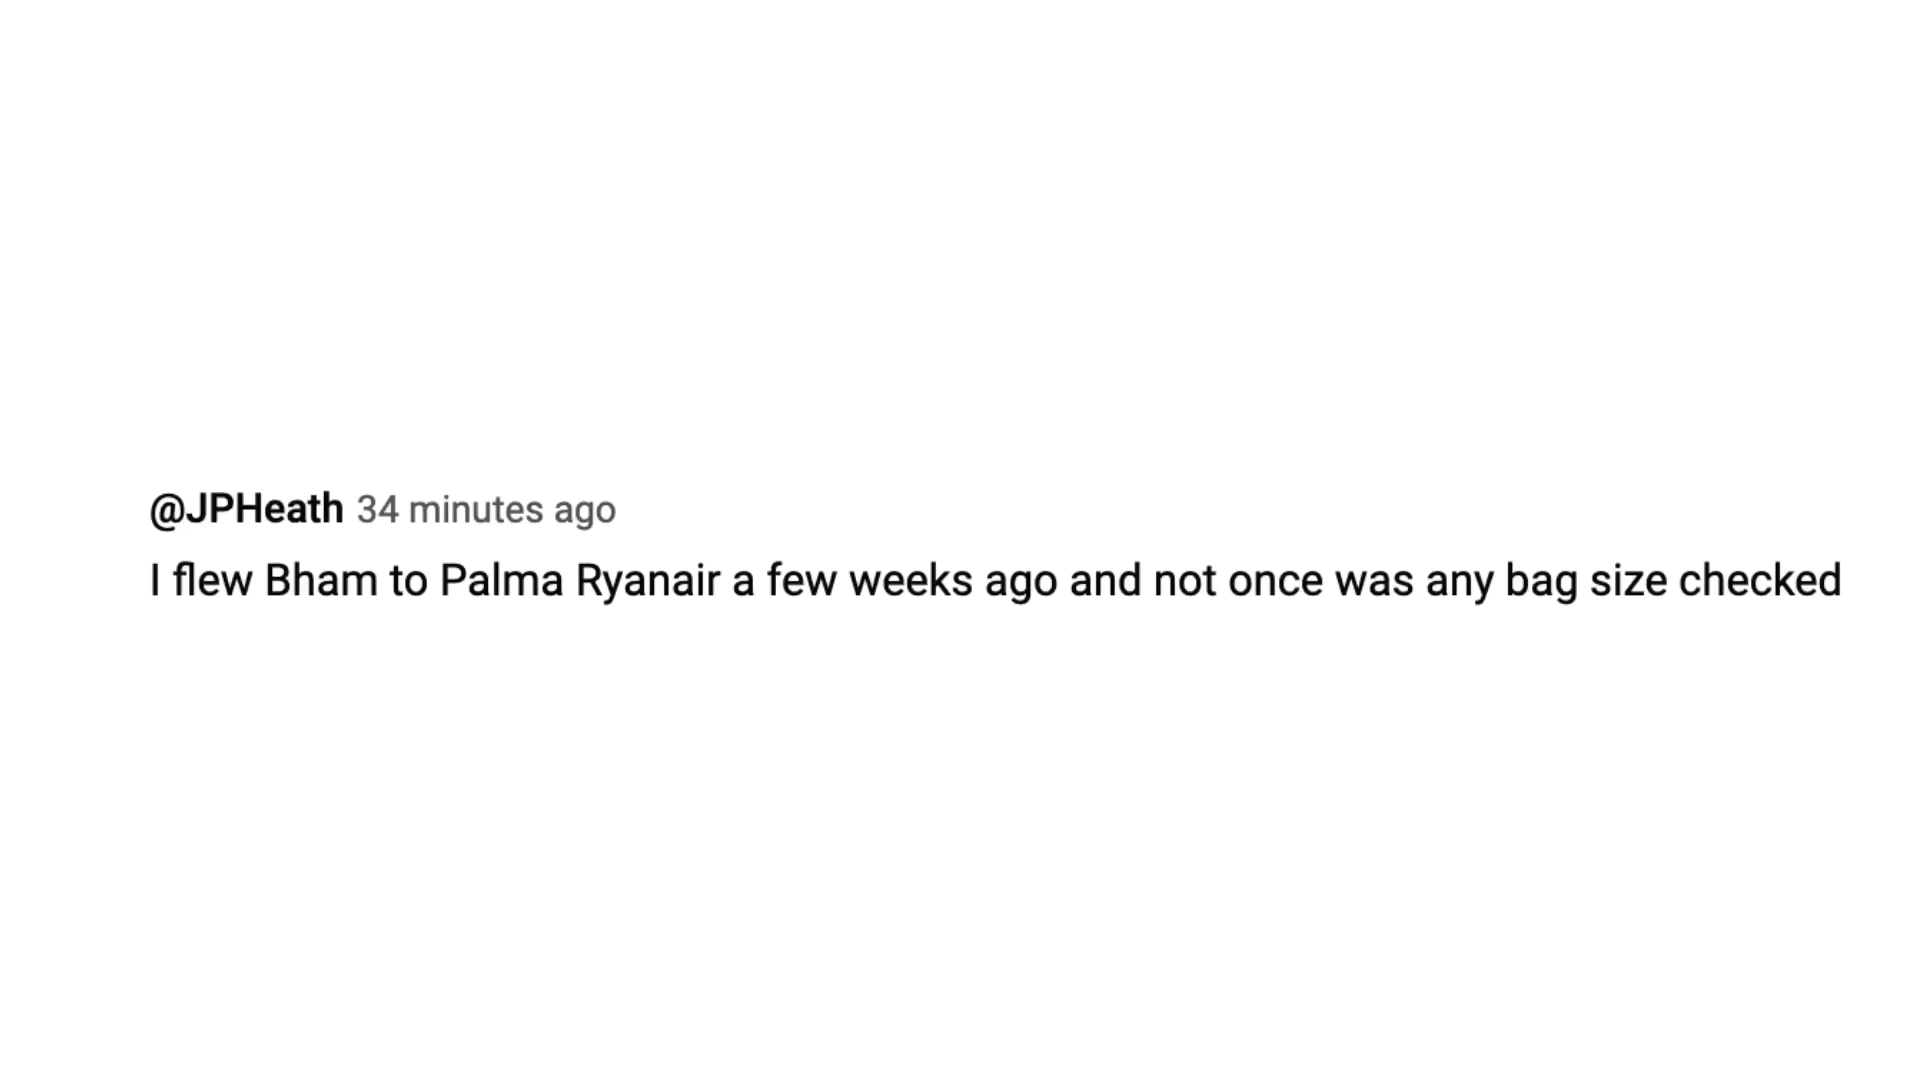 @JPHeath 34 minutes ago
I flew Bham to Palma Ryanair a few weeks ago and not once was any bag size checked